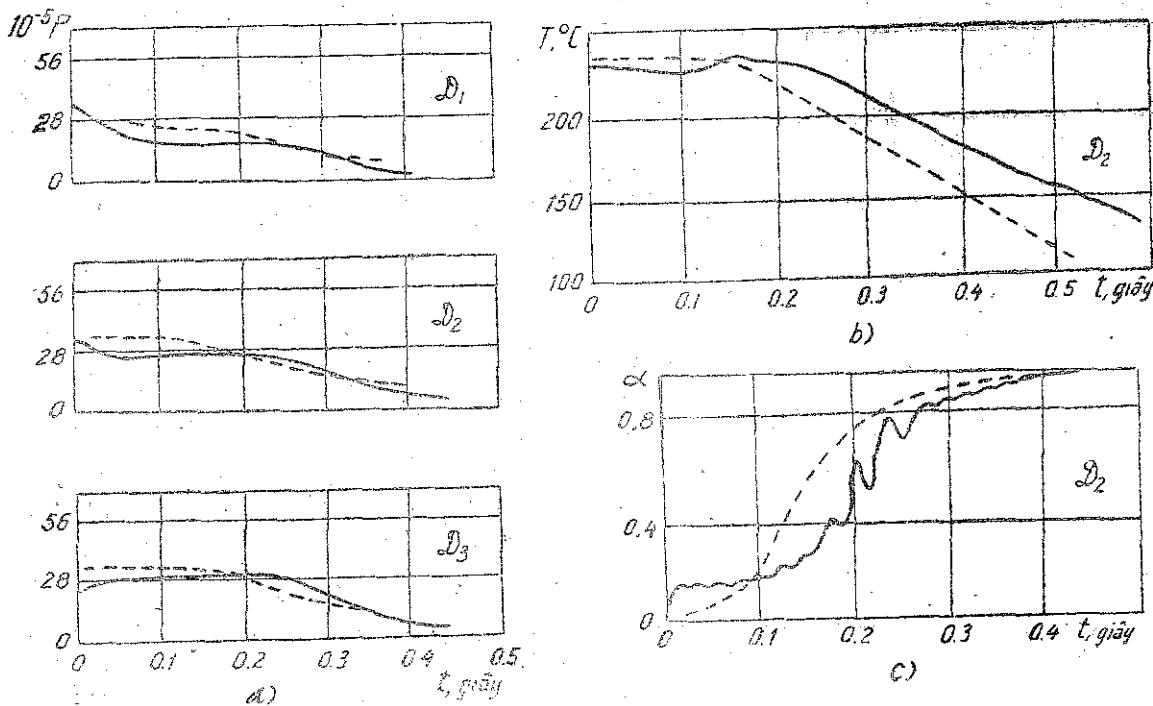 10⁻⁵P
56
28
0
D₁
56
28
0
D₂
56
28
0
D₃
0 0.1 0.2 0.3 0.4 0.5
t, giây
a)
T, °C
200
150
100
D₂
0 0.1 0.2 0.3 0.4 0.5 t, giây
b)
α
0,8
0.4
0
D₂
0 0.1 0.2 0.3 0.4 t, giây
c)